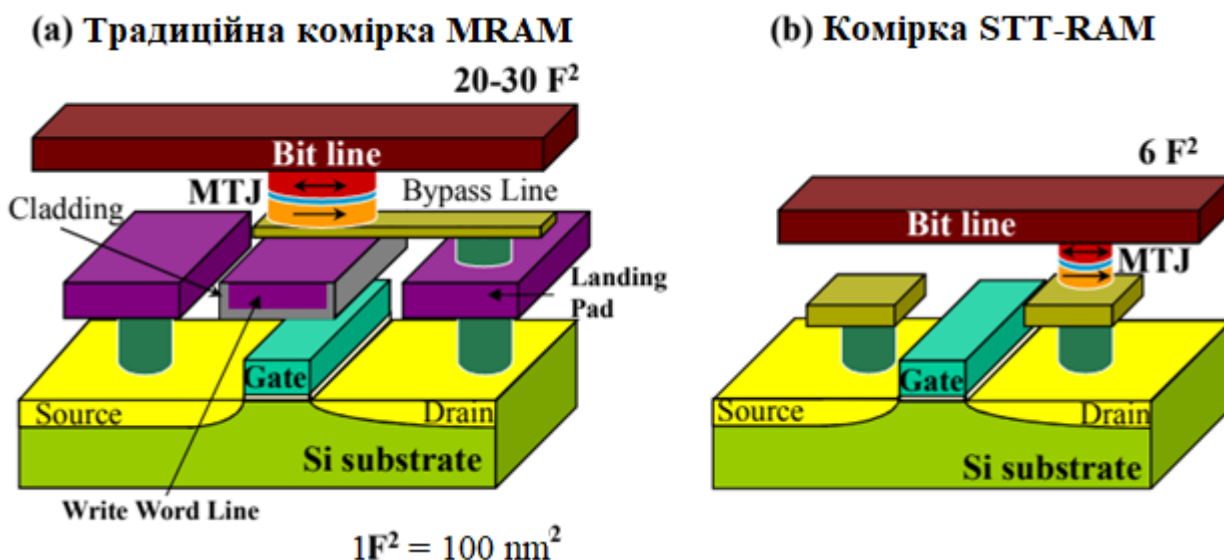 (a) Традиційна комірка MRAM
20-30 F²
Bit line
MTJ
Bypass Line
Cladding
Landing
Pad
Gate
Source
Drain
Si substrate
Write Word Line
1F² = 100 nm²
(b) Комірка STT-RAM
6 F²
Bit line
MTJ
Gate
Source
Drain
Si substrate